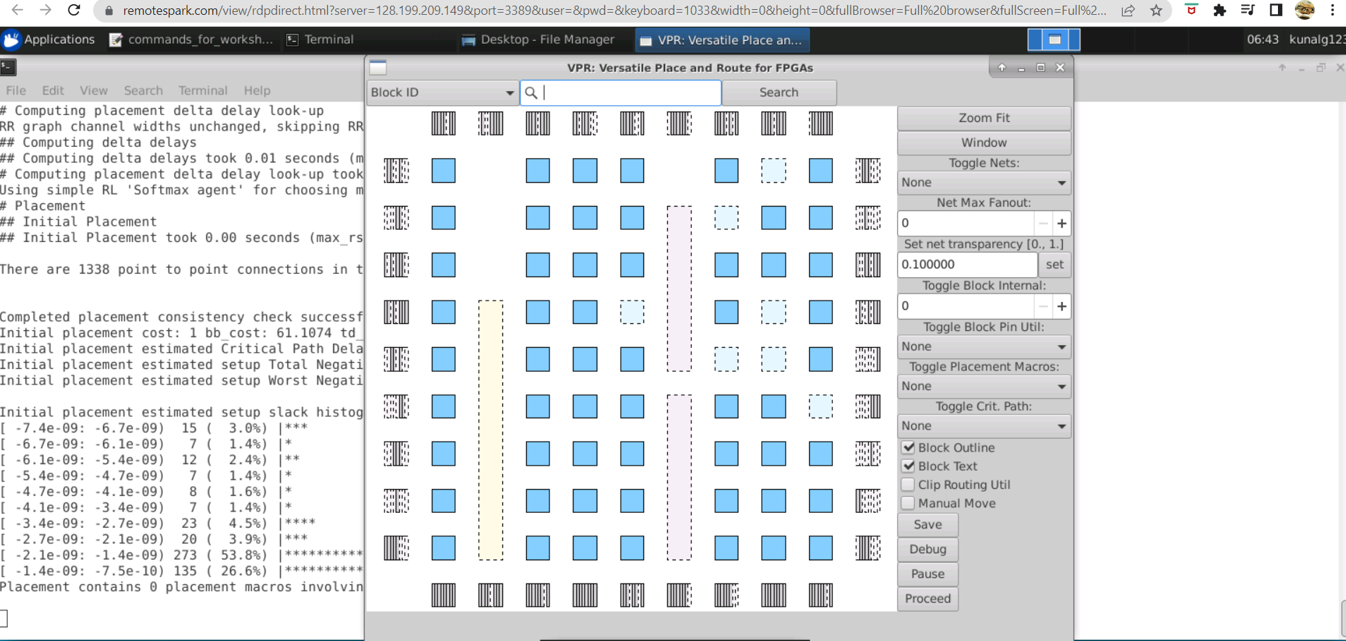 remotespark.com/view/rdpdirect.html?server=128.199.209.149&port=3389&user=&pwd=&keyboard=1033&width=0&height=0&fullBrowser=Full%20browser&fullScreen=Full%2...
Applications commands_for_worksh... Terminal Desktop - File Manager VPR: Versatile Place an... 06:43 kunalg123
VPR: Versatile Place and Route for FPGAs
File Edit View Search Terminal Help
Block ID Search
# Computing placement delta delay look-up
RR graph channel widths unchanged, skipping RR
## Computing delta delays
## Computing delta delays took 0.01 seconds (m
# Computing placement delta delay look-up took
Using simple RL 'Softmax agent' for choosing m
# Placement
## Initial Placement
## Initial Placement took 0.00 seconds (max_rs
There are 1338 point to point connections in t
Completed placement consistency check successf
Initial placement cost: 1 bb_cost: 61.1074 td_
Initial placement estimated Critical Path Dela
Initial placement estimated setup Total Negati
Initial placement estimated setup Worst Negati
Initial placement estimated setup slack histog
[ -7.4e-09: -6.7e-09) 15 ( 3.0%) |***
[ -6.7e-09: -6.1e-09) 7 ( 1.4%) |*
[ -6.1e-09: -5.4e-09) 12 ( 2.4%) |**
[ -5.4e-09: -4.7e-09) 7 ( 1.4%) |*
[ -4.7e-09: -4.1e-09) 8 ( 1.6%) |*
[ -4.1e-09: -3.4e-09) 7 ( 1.4%) |*
[ -3.4e-09: -2.7e-09) 23 ( 4.5%) |****
[ -2.7e-09: -2.1e-09) 20 ( 3.9%) |***
[ -2.1e-09: -1.4e-09) 273 ( 53.8%) |**********
[ -1.4e-09: -7.5e-10) 135 ( 26.6%) |**********
Placement contains 0 placement macros involvin
Zoom Fit
Window
Toggle Nets:
None
Net Max Fanout:
0 − +
Set net transparency [0., 1.]
0.100000 set
Toggle Block Internal:
0 − +
Toggle Block Pin Util:
None
Toggle Placement Macros:
None
Toggle Crit. Path:
None
Block Outline
Block Text
Clip Routing Util
Manual Move
Save
Debug
Pause
Proceed